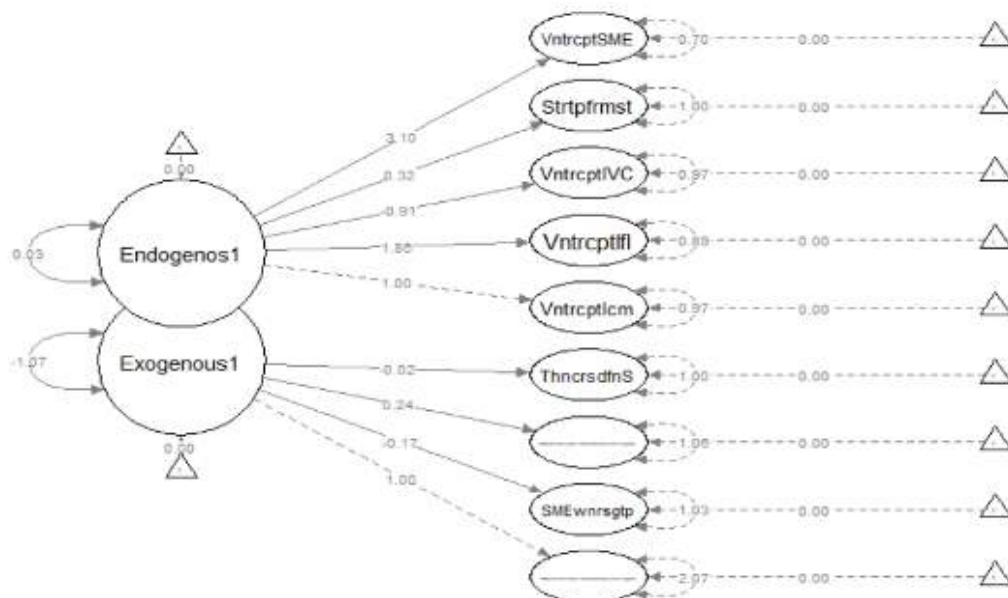 VntrcptSME 0.70 0.00
Strtpfrmst 1.00 0.00
3.10
0.00
0.32
VntrcptIVC 0.97 0.00
0.91
Endogenos1
0.03
1.86
VntrcptIfl 0.89 0.00
1.00
VntrcptIcm 0.97 0.00
Exogenous1
-1.07
-0.02
ThncrsdfnS 1.00 0.00
0.24
0.00
-0.17
1.06 0.00
1.00
SMEwnrsgtp 1.03 0.00
2.07 0.00